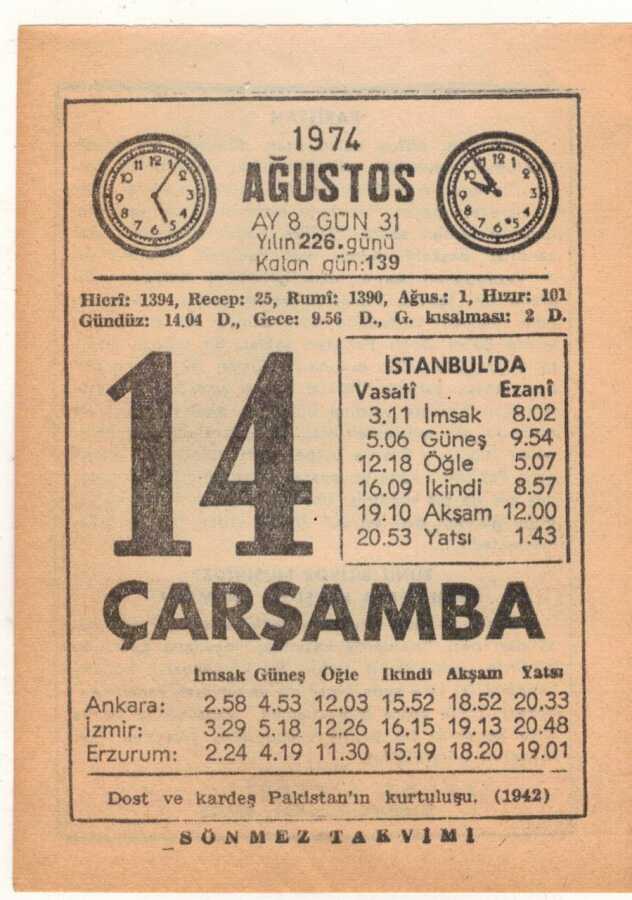 1974
AĞUSTOS
AY 8 GÜN 31
Yılın 226. günü
Kalan gün: 139
Hicrî: 1394, Recep: 25, Rumî: 1390, Ağus.: 1, Hızır: 101
Gündüz: 14.04 D., Gece: 9.56 D., G. kısalması: 2 D.
14
İSTANBUL'DA
Vasatî Ezanî
3.11 İmsak 8.02
5.06 Güneş 9.54
12.18 Öğle 5.07
16.09 İkindi 8.57
19.10 Akşam 12.00
20.53 Yatsı 1.43
ÇARŞAMBA
İmsak Güneş Öğle İkindi Akşam Yatsı
Ankara: 2.58 4.53 12.03 15.52 18.52 20.33
İzmir: 3.29 5.18 12.26 16.15 19.13 20.48
Erzurum: 2.24 4.19 11.30 15.19 18.20 19.01
Dost ve kardeş Pakistan'ın kurtuluşu. (1942)
SÖNMEZ TAKVİMİ